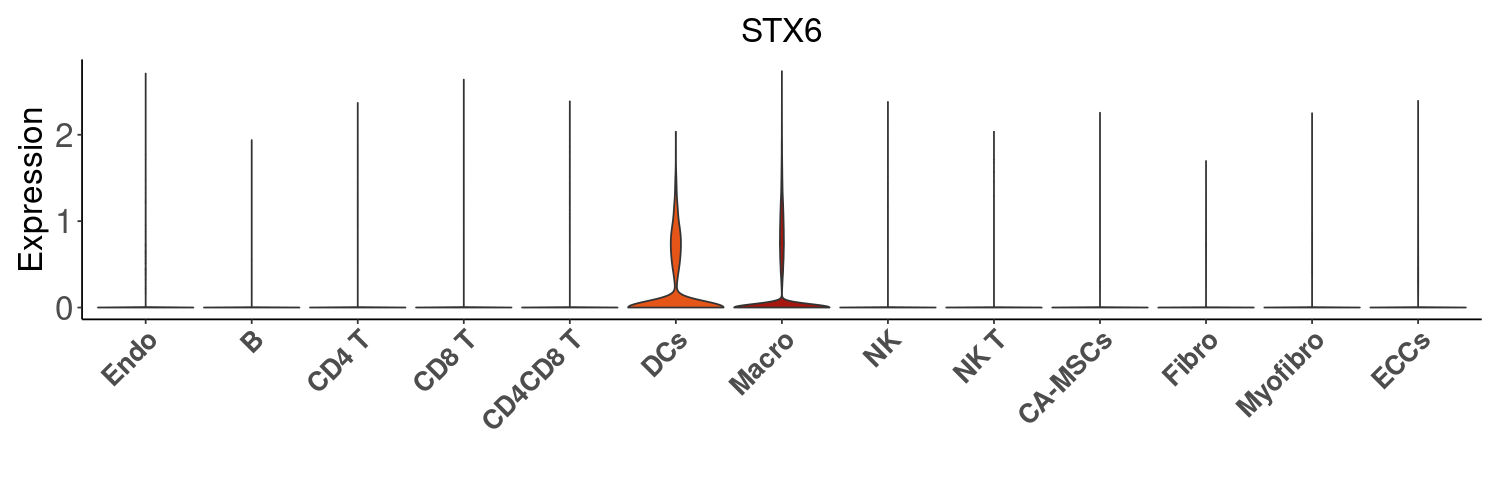 STX6
Expression
2
1
0
Endo
B
CD4 T
CD8 T
CD4CD8 T
DCs
Macro
NK
NK T
CA-MSCs
Fibro
Myofibro
ECCs